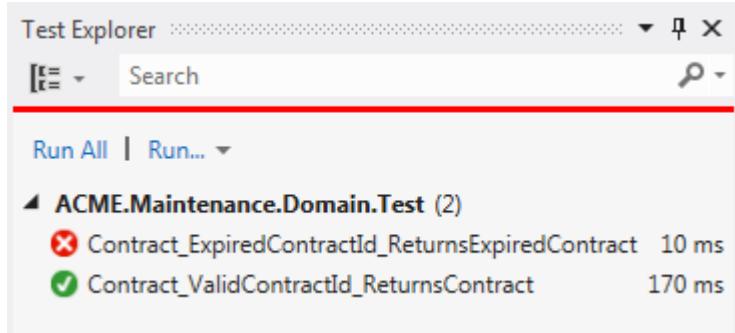 Test Explorer
Search
Run All | Run...
ACME.Maintenance.Domain.Test (2)
Contract_ExpiredContractId_ReturnsExpiredContract 10 ms
Contract_ValidContractId_ReturnsContract 170 ms